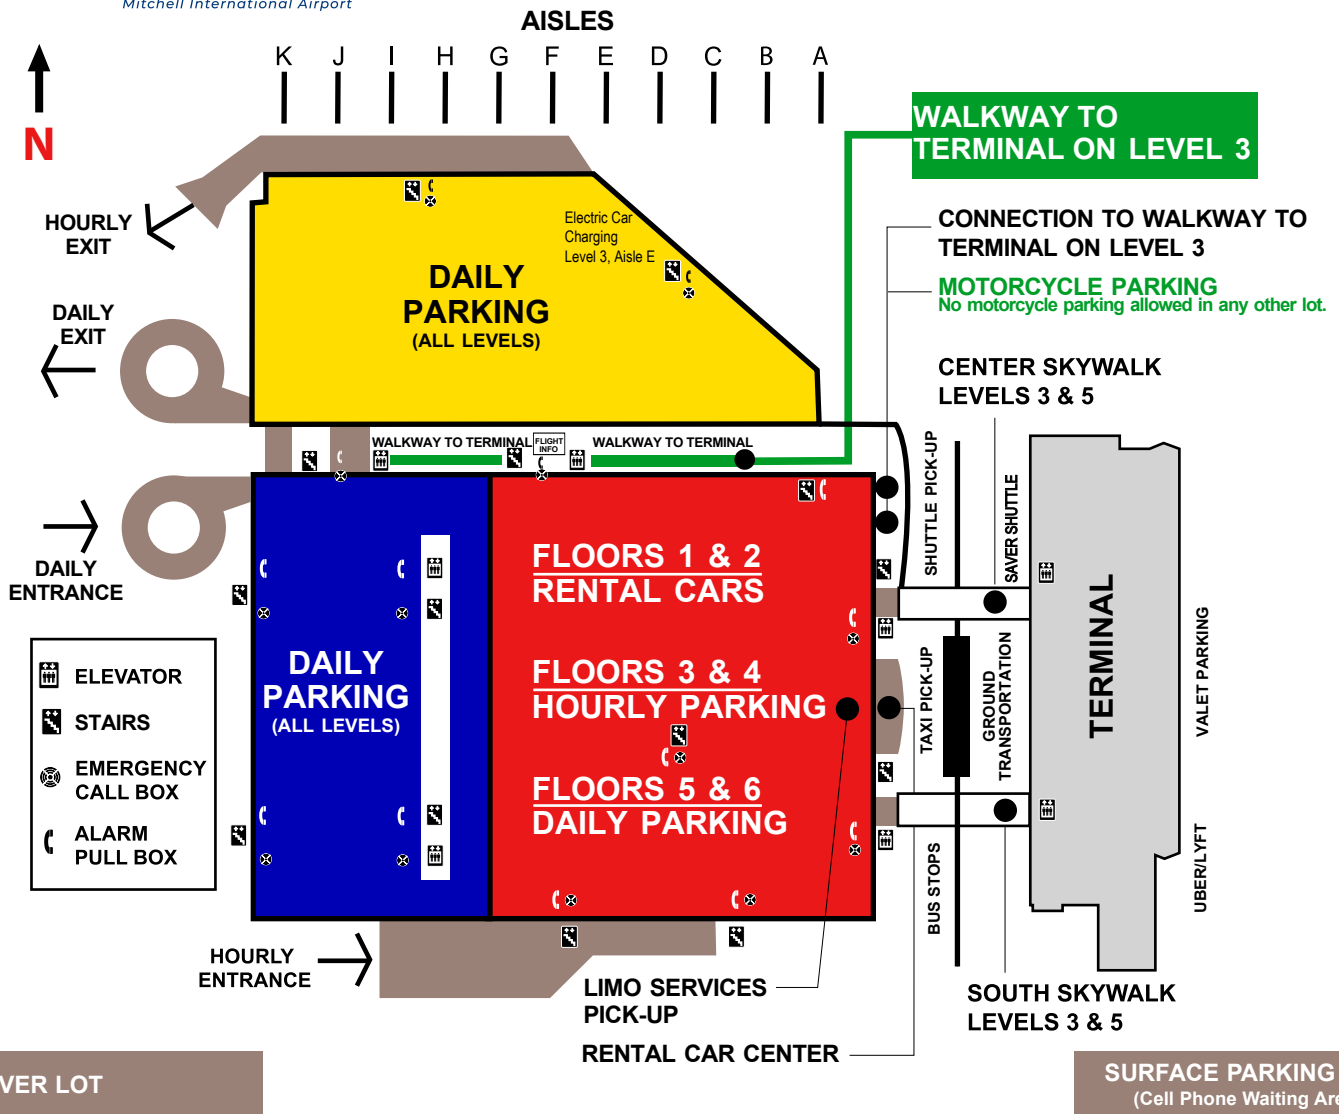 Mitchell International Airport
AISLES
K J I H G F E D C B A
N
WALKWAY TO
TERMINAL ON LEVEL 3
CONNECTION TO WALKWAY TO
TERMINAL ON LEVEL 3
MOTORCYCLE PARKING
No motorcycle parking allowed in any other lot.
HOURLY
EXIT
Electric Car
Charging
Level 3, Aisle E
DAILY
PARKING
(ALL LEVELS)
DAILY
EXIT
CENTER SKYWALK
LEVELS 3 & 5
WALKWAY TO TERMINAL
FLIGHT
INFO
WALKWAY TO TERMINAL
SHUTTLE PICK-UP
SAVER SHUTTLE
DAILY
ENTRANCE
FLOORS 1 & 2
RENTAL CARS
FLOORS 3 & 4
HOURLY PARKING
FLOORS 5 & 6
DAILY PARKING
DAILY
PARKING
(ALL LEVELS)
TAXI PICK-UP
GROUND
TRANSPORTATION
TERMINAL
VALET PARKING
UBER/LYFT
BUS STOPS
ELEVATOR
STAIRS
EMERGENCY
CALL BOX
ALARM
PULL BOX
HOURLY
ENTRANCE
LIMO SERVICES
PICK-UP
RENTAL CAR CENTER
SOUTH SKYWALK
LEVELS 3 & 5
VER LOT
SURFACE PARKING
(Cell Phone Waiting Are